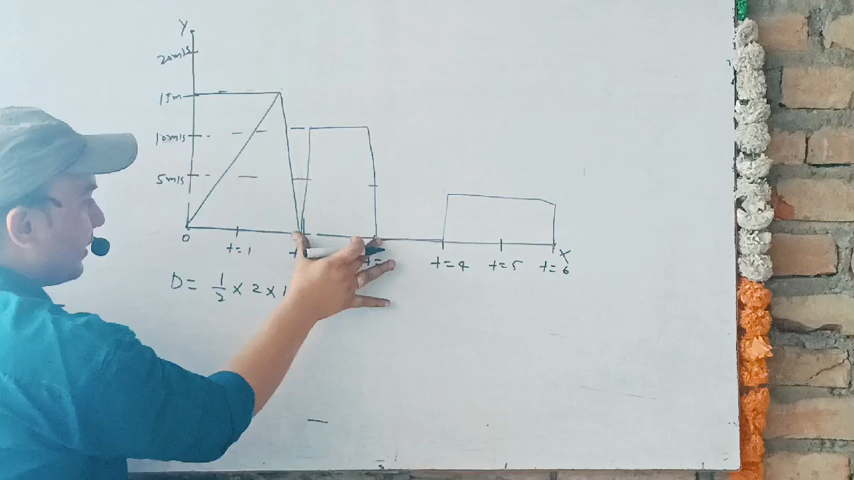 Y
20m/s
15m
10m/s
5m/s
0
t=1
t=4
t=5
t=6
X
D= 1/2 × 2 × 1